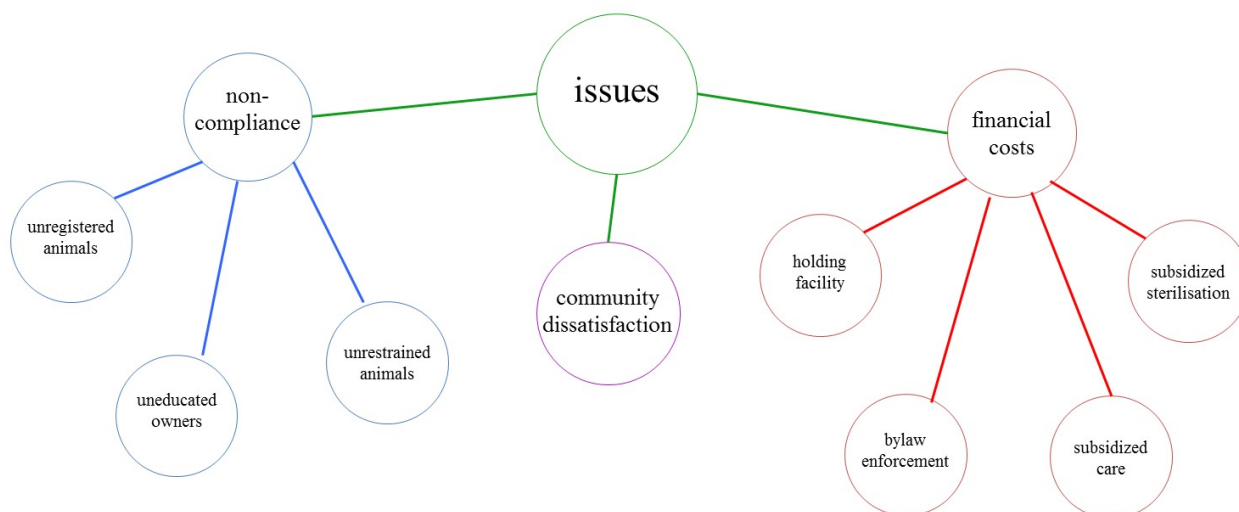 issues
non-
compliance
unregistered
animals
uneducated
owners
unrestrained
animals
community
dissatisfaction
financial
costs
holding
facility
bylaw
enforcement
subsidized
care
subsidized
sterilisation